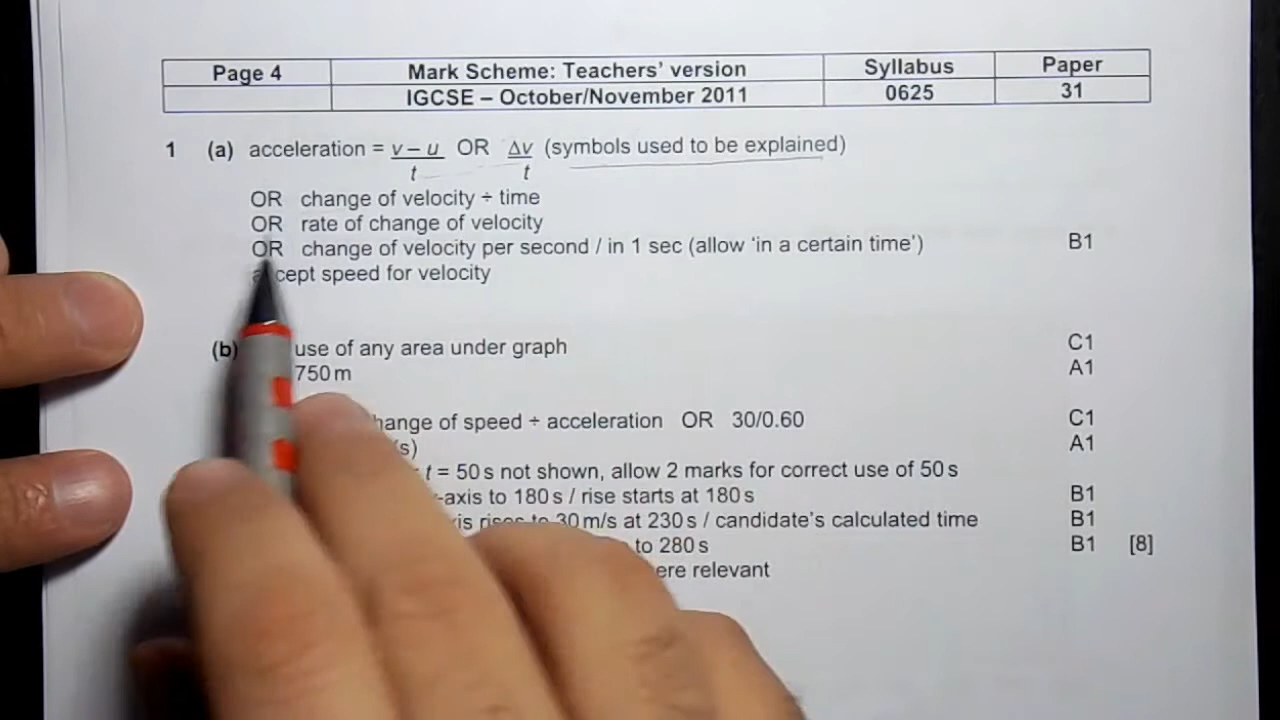 Page 4 Mark Scheme: Teachers' version Syllabus Paper
IGCSE – October/November 2011 0625 31
1 (a) acceleration = v – u OR Δv (symbols used to be explained)
t t
OR change of velocity ÷ time
OR rate of change of velocity
OR change of velocity per second / in 1 sec (allow 'in a certain time') B1
accept speed for velocity
(b) use of any area under graph C1
750 m A1
change of speed ÷ acceleration OR 30/0.60 C1
(s) A1
t = 50 s not shown, allow 2 marks for correct use of 50 s
-axis to 180 s / rise starts at 180 s B1
rises to 30 m/s at 230 s / candidate's calculated time B1
to 280 s B1 [8]
relevant